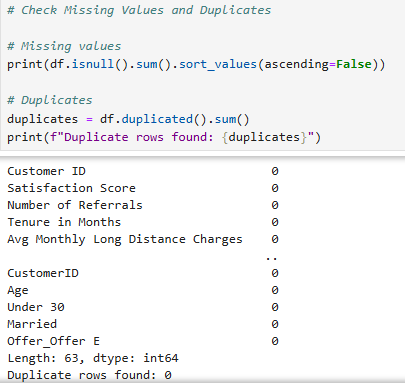 # Check Missing Values and Duplicates
# Missing values
print(df.isnull().sum().sort_values(ascending=False))
# Duplicates
duplicates = df.duplicated().sum()
print(f"Duplicate rows found: {duplicates}")
Customer ID 0
Satisfaction Score 0
Number of Referrals 0
Tenure in Months 0
Avg Monthly Long Distance Charges 0
..
CustomerID 0
Age 0
Under 30 0
Married 0
Offer_Offer E 0
Length: 63, dtype: int64
Duplicate rows found: 0